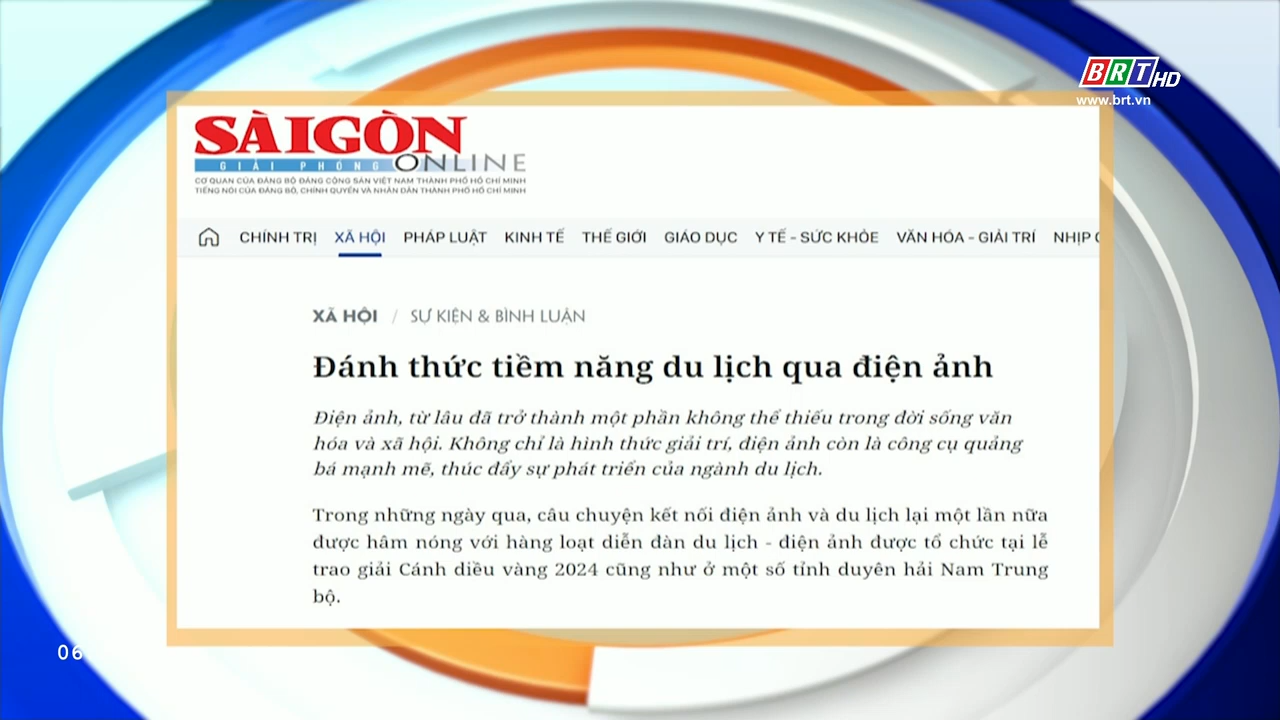 BRT HD
www.brt.vn
SÀIGÒN
GIẢI PHÓNG
ONLINE
CƠ QUAN CỦA ĐẢNG BỘ ĐẢNG CỘNG SẢN VIỆT NAM THÀNH PHỐ HỒ CHÍ MINH
TIẾNG NÓI CỦA ĐẢNG BỘ, CHÍNH QUYỀN VÀ NHÂN DÂN THÀNH PHỐ HỒ CHÍ MINH
CHÍNH TRỊ XÃ HỘI PHÁP LUẬT KINH TẾ THẾ GIỚI GIÁO DỤC Y TẾ - SỨC KHỎE VĂN HÓA - GIẢI TRÍ NHỊP
XÃ HỘI / SỰ KIỆN & BÌNH LUẬN
Đánh thức tiềm năng du lịch qua điện ảnh
Điện ảnh, từ lâu đã trở thành một phần không thể thiếu trong đời sống văn
hóa và xã hội. Không chỉ là hình thức giải trí, điện ảnh còn là công cụ quảng
bá mạnh mẽ, thúc đẩy sự phát triển của ngành du lịch.
Trong những ngày qua, câu chuyện kết nối điện ảnh và du lịch lại một lần nữa
được hâm nóng với hàng loạt diễn đàn du lịch - điện ảnh được tổ chức tại lễ
trao giải Cánh diều vàng 2024 cũng như ở một số tỉnh duyên hải Nam Trung
bộ.
06